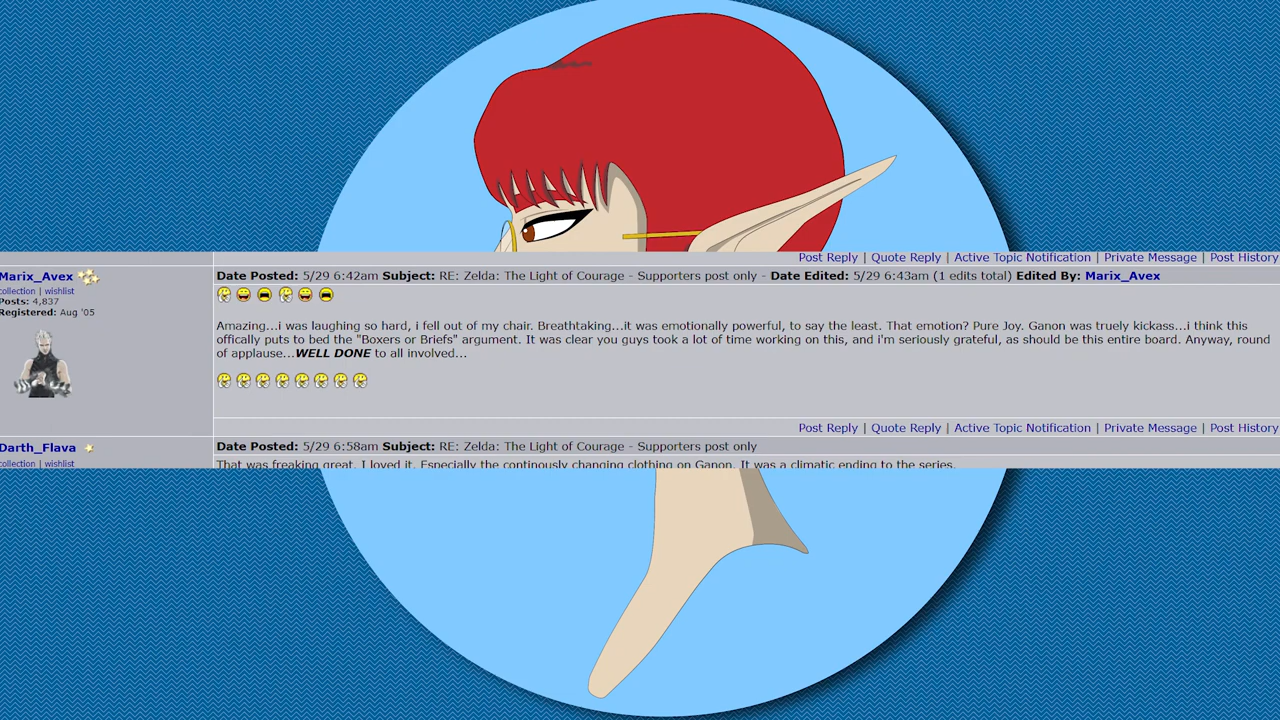 Post Reply | Quote Reply | Active Topic Notification | Private Message | Post History
Marix_Avex
collection | wishlist
Posts: 4,837
Registered: Aug '05
Date Posted: 5/29 6:42am Subject: RE: Zelda: The Light of Courage - Supporters post only - Date Edited: 5/29 6:43am (1 edits total) Edited By: Marix_Avex
Amazing...i was laughing so hard, i fell out of my chair. Breathtaking...it was emotionally powerful, to say the least. That emotion? Pure Joy. Ganon was truely kickass...i think this
offically puts to bed the "Boxers or Briefs" argument. It was clear you guys took a lot of time working on this, and i'm seriously grateful, as should be this entire board. Anyway, round
of applause...WELL DONE to all involved...
Post Reply | Quote Reply | Active Topic Notification | Private Message | Post History
Darth_Flava
collection | wishlist
Date Posted: 5/29 6:58am Subject: RE: Zelda: The Light of Courage - Supporters post only
That was freaking great. I loved it. Especially the continously changing clothing on Ganon. It was a climatic ending to the series.